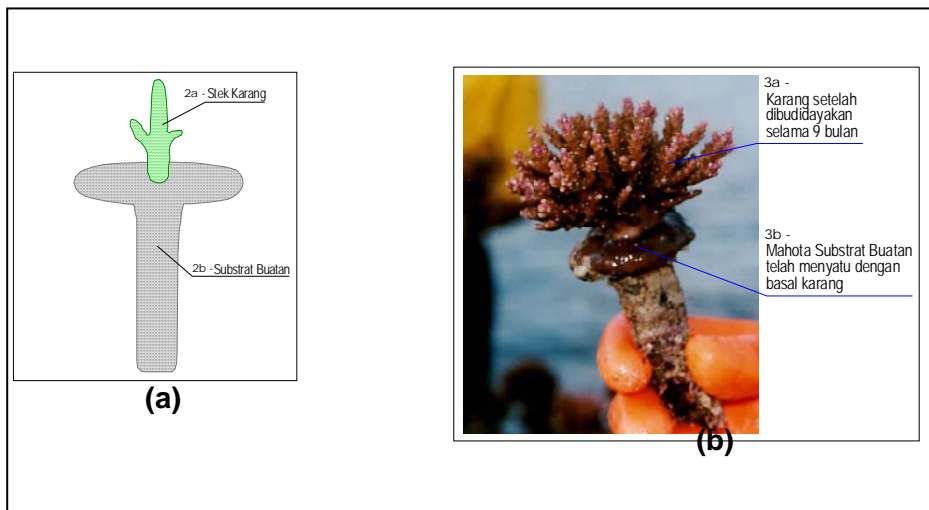 2a - Stek Karang
2b - Substrat Buatan
(a)
3a -
Karang setelah
dibudidayakan
selama 9 bulan
3b -
Mahota Substrat Buatan
telah menyatu dengan
basal karang
(b)